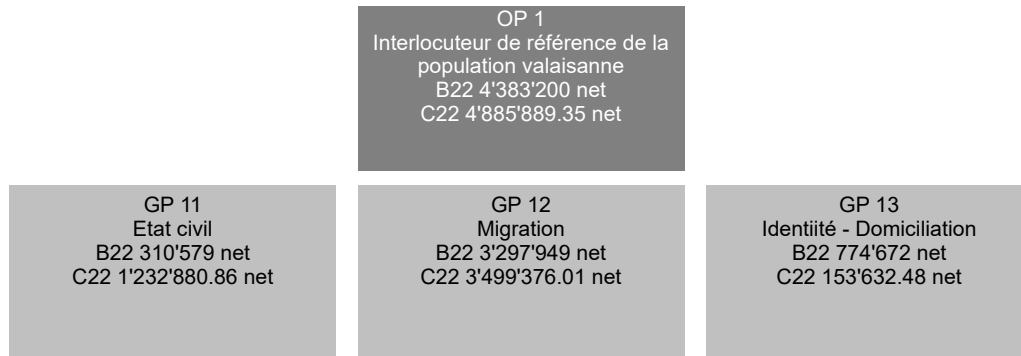 OP 1
Interlocuteur de référence de la
population valaisanne
B22 4'383'200 net
C22 4'885'889.35 net
GP 11
Etat civil
B22 310'579 net
C22 1'232'880.86 net
GP 12
Migration
B22 3'297'949 net
C22 3'499'376.01 net
GP 13
Identiité - Domiciliation
B22 774'672 net
C22 153'632.48 net